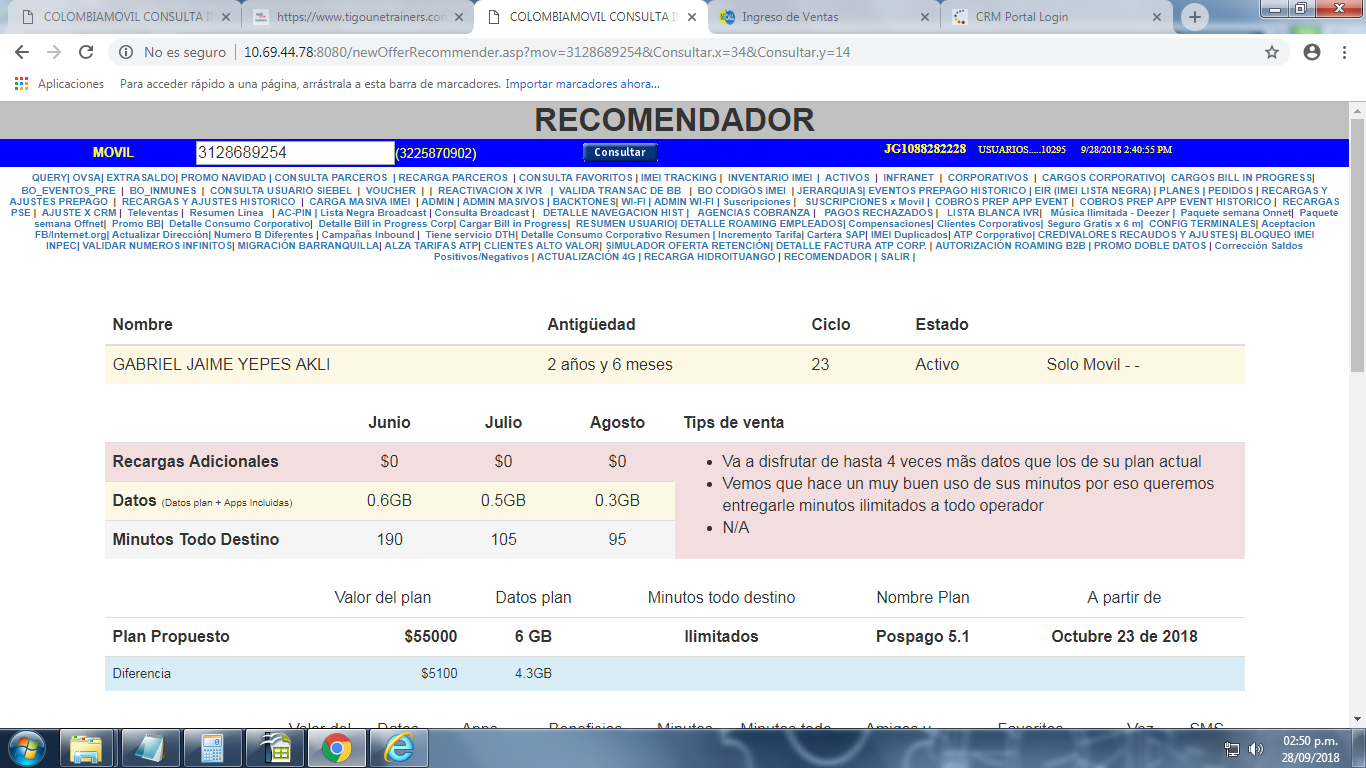 COLOMBIAMOVIL CONSULTA I
https://www.tigounetrainers.con
COLOMBIAMOVIL CONSULTA I
Ingreso de Ventas
CRM Portal Login
No es seguro
10.69.44.78:8080/newOfferRecommender.asp?mov=3128689254&Consultar.x=34&Consultar.y=14
Aplicaciones Para acceder rápido a una página, arrástrala a esta barra de marcadores. Importar marcadores ahora...
RECOMENDADOR
MOVIL 3128689254 (3225870902) Consultar JG1088282228 USUARIOS.....10295 9/28/2018 2:40:55 PM
QUERY| OVSA| EXTRASALDO| PROMO NAVIDAD | CONSULTA PARCEROS | RECARGA PARCEROS | CONSULTA FAVORITOS | IMEI TRACKING | INVENTARIO IMEI | ACTIVOS | INFRANET | CORPORATIVOS | CARGOS CORPORATIVO| CARGOS BILL IN PROGRESS|
BO_EVENTOS_PRE | BO_INMUNES | CONSULTA USUARIO SIEBEL | VOUCHER | | REACTIVACION X IVR | VALIDA TRANSAC DE BB | BO CODIGOS IMEI | JERARQUIAS| EVENTOS PREPAGO HISTORICO | EIR (IMEI LISTA NEGRA) | PLANES | PEDIDOS | RECARGAS Y
AJUSTES PREPAGO | RECARGAS Y AJUSTES HISTORICO | CARGA MASIVA IMEI | ADMIN | ADMIN MASIVOS | BACKTONES| WI-FI | ADMIN WI-FI | Suscripciones | SUSCRIPCIONES x Movil | COBROS PREP APP EVENT | COBROS PREP APP EVENT HISTORICO | RECARGAS
PSE | AJUSTE X CRM | Televentas | Resumen Linea | AC-PIN | Lista Negra Broadcast | Consulta Broadcast | DETALLE NAVEGACION HIST | AGENCIAS COBRANZA | PAGOS RECHAZADOS | LISTA BLANCA IVR| Música Ilimitada - Deezer | Paquete semana Onnet| Paquete
semana Offnet| Promo BB| Detalle Consumo Corporativo| Detalle Bill in Progress Corp| Cargar Bill in Progress| RESUMEN USUARIO| DETALLE ROAMING EMPLEADOS| Compensaciones| Clientes Corporativos| Seguro Gratis x 6 m| CONFIG TERMINALES| Aceptacion
FB/Internet.org| Actualizar Dirección| Numero B Diferentes | Campañas Inbound | Tiene servicio DTH| Detalle Consumo Corporativo Resumen | Incremento Tarifa| Cartera SAP| IMEI Duplicados| ATP Corporativo| CREDIVALORES RECAUDOS Y AJUSTES| BLOQUEO IMEI
INPEC| VALIDAR NUMEROS INFINITOS| MIGRACIÓN BARRANQUILLA| ALZA TARIFAS ATP| CLIENTES ALTO VALOR| SIMULADOR OFERTA RETENCIÓN| DETALLE FACTURA ATP CORP. | AUTORIZACIÓN ROAMING B2B | PROMO DOBLE DATOS | Corrección Saldos
Positivos/Negativos | ACTUALIZACIÓN 4G | RECARGA HIDROITUANGO | RECOMENDADOR | SALIR |
Nombre Antigüedad Ciclo Estado
GABRIEL JAIME YEPES AKLI 2 años y 6 meses 23 Activo Solo Movil - -
Junio Julio Agosto Tips de venta
Recargas Adicionales $0 $0 $0
Datos (Datos plan + Apps Incluidas) 0.6GB 0.5GB 0.3GB
Minutos Todo Destino 190 105 95
• Va a disfrutar de hasta 4 veces mãs datos que los de su plan actual
• Vemos que hace un muy buen uso de sus minutos por eso queremos
entregarle minutos ilimitados a todo operador
• N/A
Valor del plan Datos plan Minutos todo destino Nombre Plan A partir de
Plan Propuesto $55000 6 GB Ilimitados Pospago 5.1 Octubre 23 de 2018
Diferencia $5100 4.3GB
Valor del Datos Apps Beneficios Minutos Minutos todo Amigos y Favoritos Voz SMS
02:50 p.m.
28/09/2018